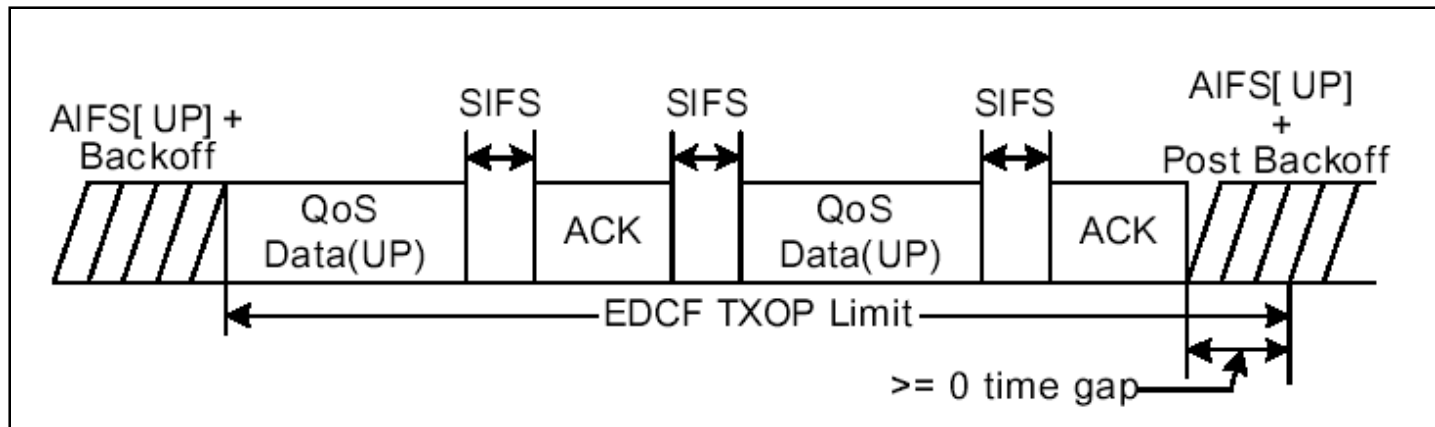 AIFS[ UP] +
Backoff
SIFS
SIFS
SIFS
AIFS[ UP]
+
Post Backoff
QoS
Data(UP)
ACK
QoS
Data(UP)
ACK
EDCF TXOP Limit
>= 0 time gap